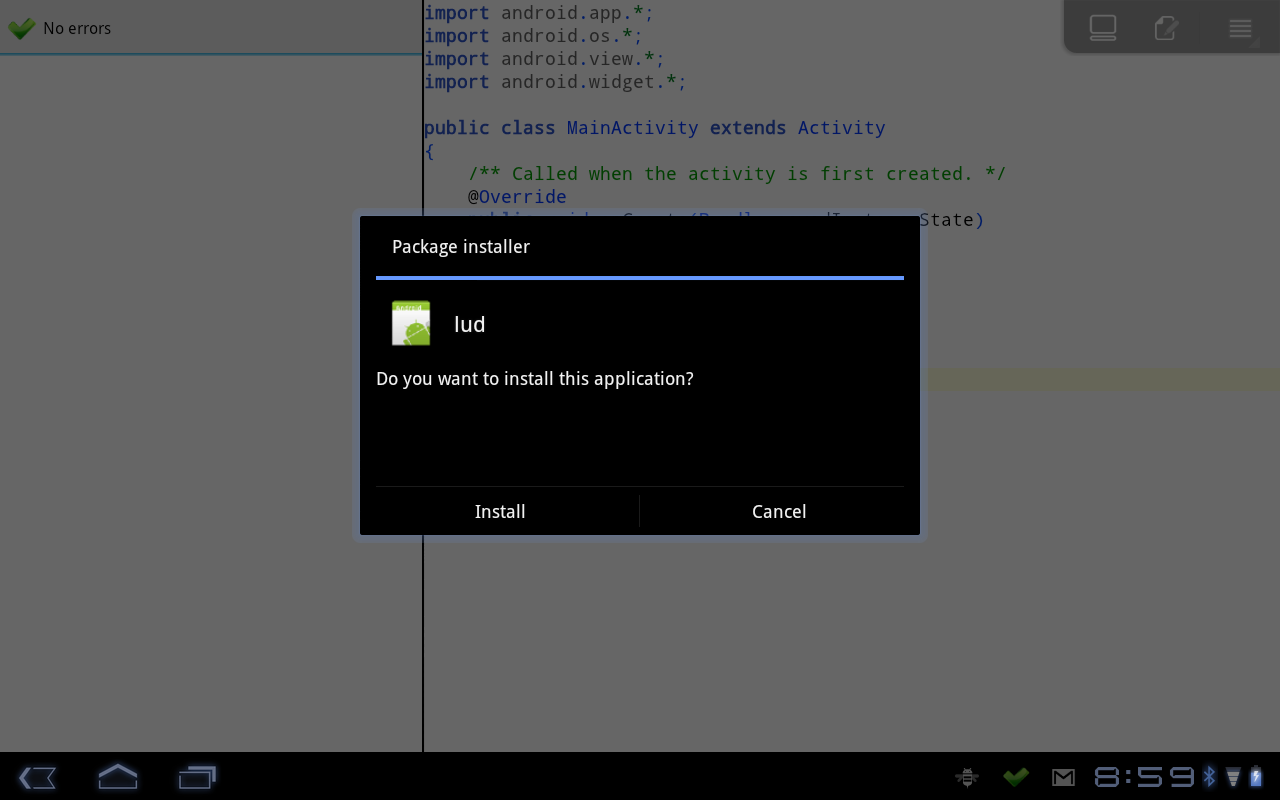 No errors
import android.app.*;
import android.os.*;
import android.view.*;
import android.widget.*;
public class MainActivity extends Activity
{
/** Called when the activity is first created. */
@Override
State)
Package installer
lud
Do you want to install this application?
Install
Cancel
8:59